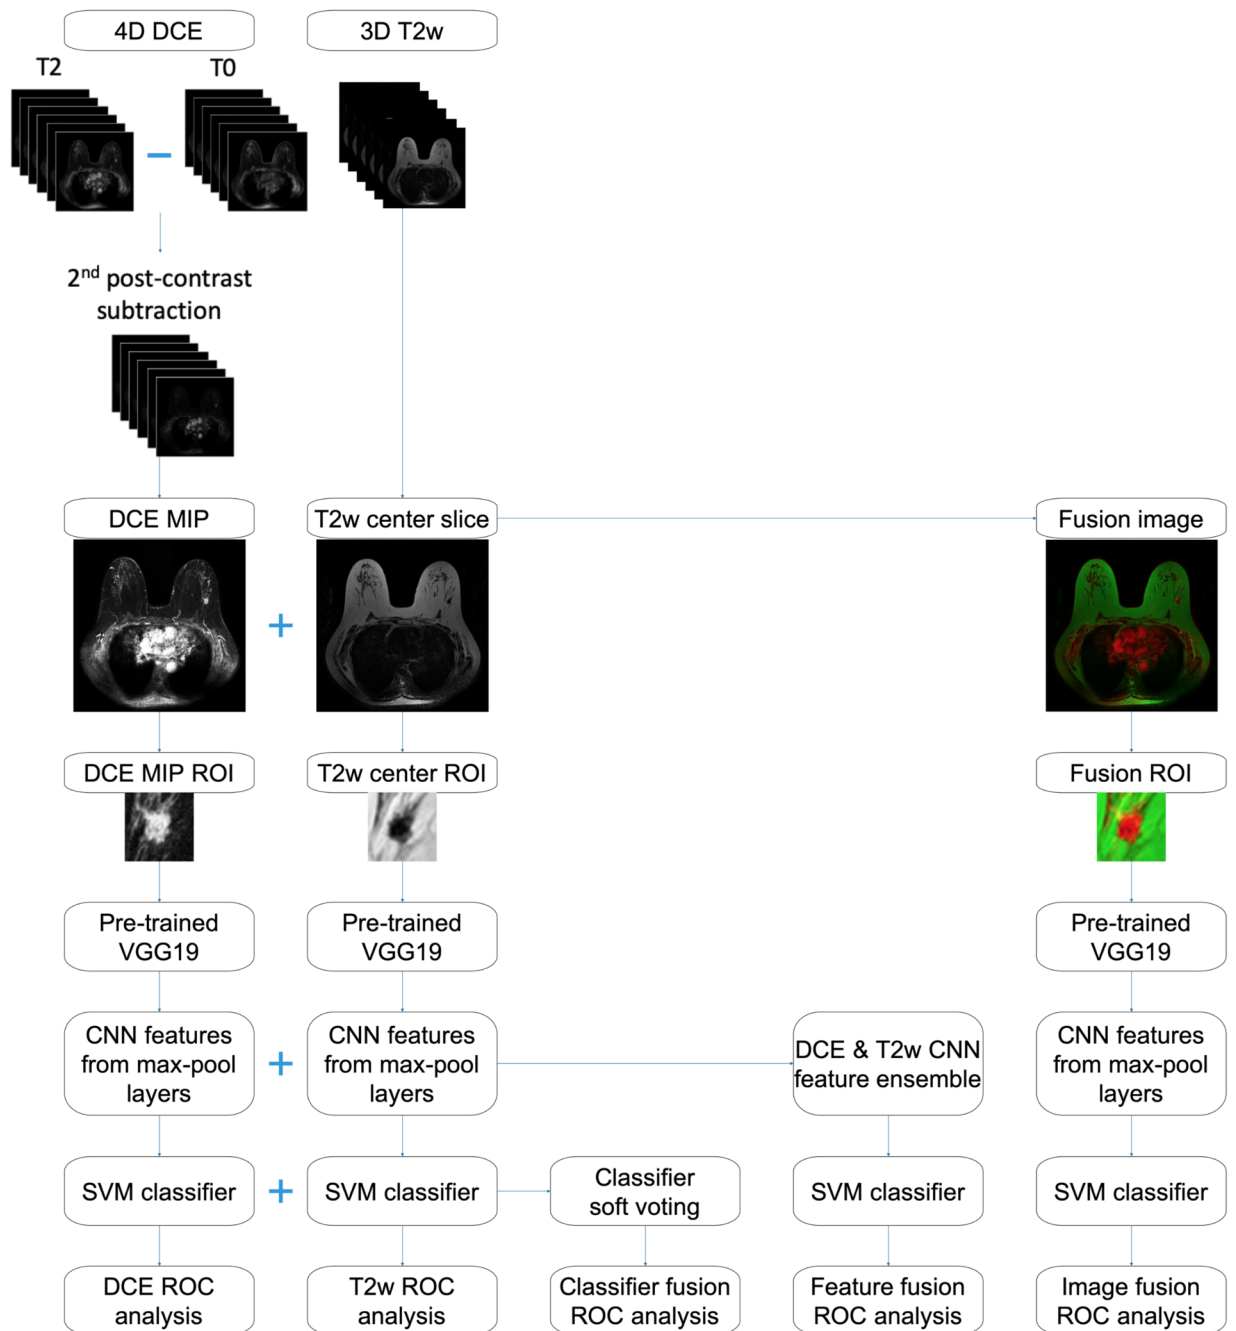 4D DCE
3D T2w
T2
T0
2nd post-contrast
subtraction
DCE MIP
T2w center slice
Fusion image
DCE MIP ROI
T2w center ROI
Fusion ROI
Pre-trained
VGG19
Pre-trained
VGG19
Pre-trained
VGG19
CNN features
from max-pool
layers
CNN features
from max-pool
layers
DCE & T2w CNN
feature ensemble
CNN features
from max-pool
layers
SVM classifier
SVM classifier
Classifier
soft voting
SVM classifier
SVM classifier
DCE ROC
analysis
T2w ROC
analysis
Classifier fusion
ROC analysis
Feature fusion
ROC analysis
Image fusion
ROC analysis